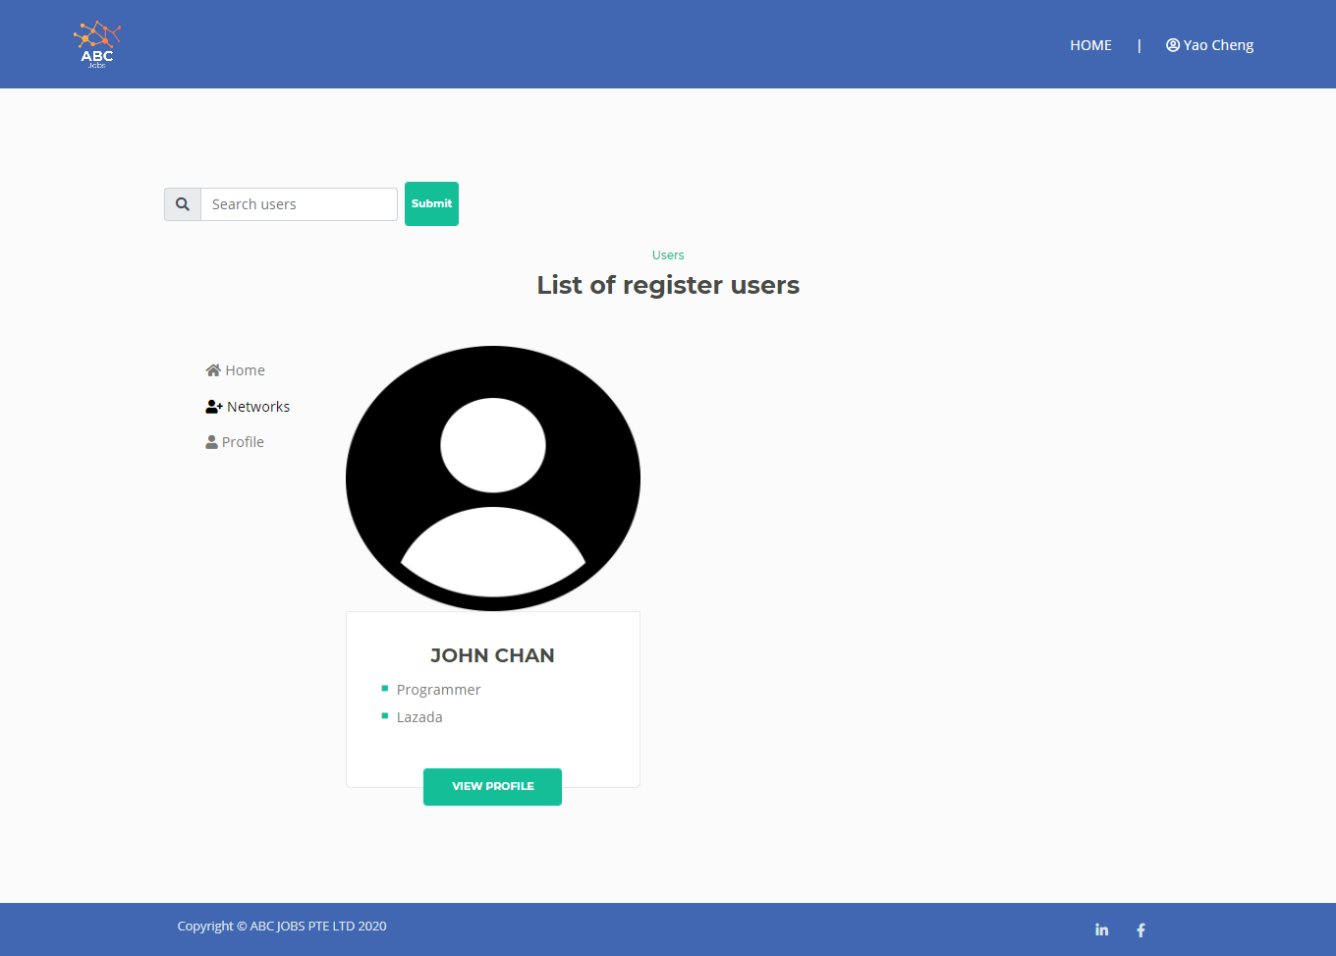 ABC
Jobs
HOME | Yao Cheng
Search users
Submit
Users
List of register users
Home
Networks
Profile
JOHN CHAN
Programmer
Lazada
VIEW PROFILE
Copyright © ABC JOBS PTE LTD 2020